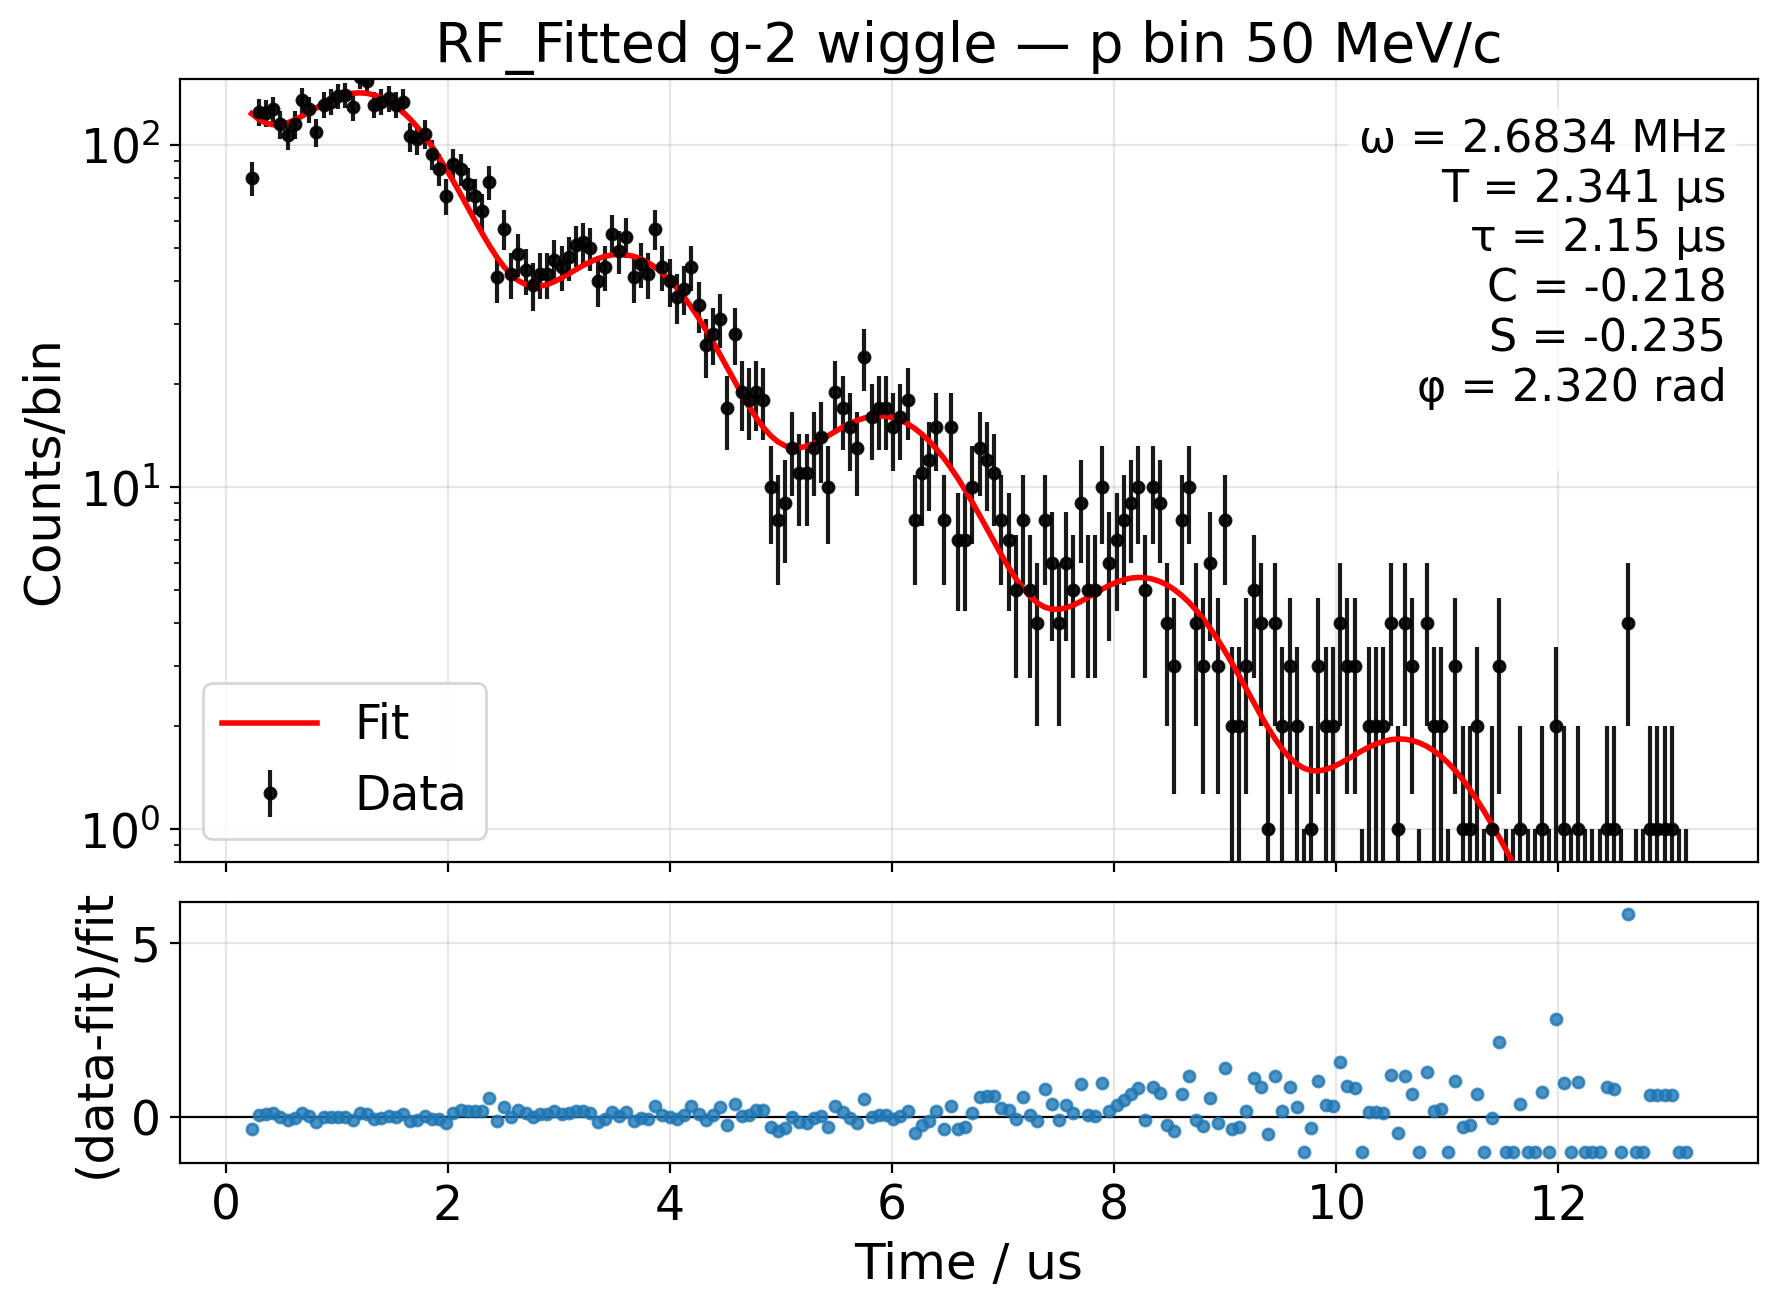 RF_Fitted g-2 wiggle — p bin 50 MeV/c
10²
10¹
10⁰
Counts/bin
ω = 2.6834 MHz
T = 2.341 μs
τ = 2.15 μs
C = -0.218
S = -0.235
φ = 2.320 rad
Fit
Data
5
0
(data-fit)/fit
0 2 4 6 8 10 12
Time / us